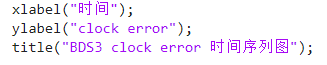 xlabel("时间");
ylabel("clock error");
title("BDS3 clock error 时间序列图");